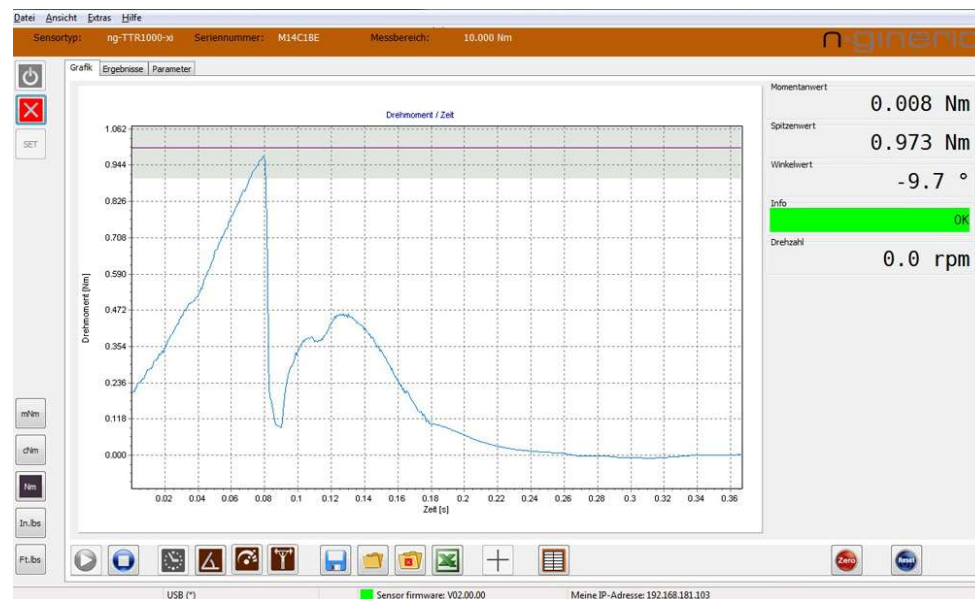 Datei Ansicht Extras Hilfe
Sensortyp: ng-TTR1000-xi Seriennummer: M14C1BE Messbereich: 10.000 Nm
n-gineric
Grafik Ergebnisse Parameter
SET
Drehmoment / Zeit
1.062
0.944
0.826
0.708
0.590
0.472
0.354
0.236
0.118
0.000
Drehmoment [Nm]
0.02 0.04 0.06 0.08 0.1 0.12 0.14 0.16 0.18 0.2 0.22 0.24 0.26 0.28 0.3 0.32 0.34 0.36
Zeit [s]
Momentanwert
0.008 Nm
Spitzenwert
0.973 Nm
Winkelwert
-9.7 °
Info
OK
Drehzahl
0.0 rpm
mNm
cNm
Nm
In.lbs
Ft.lbs
Zero
Reset
USB (*) Sensor firmware: V02.00.00 Meine IP-Adresse: 192.168.181.103